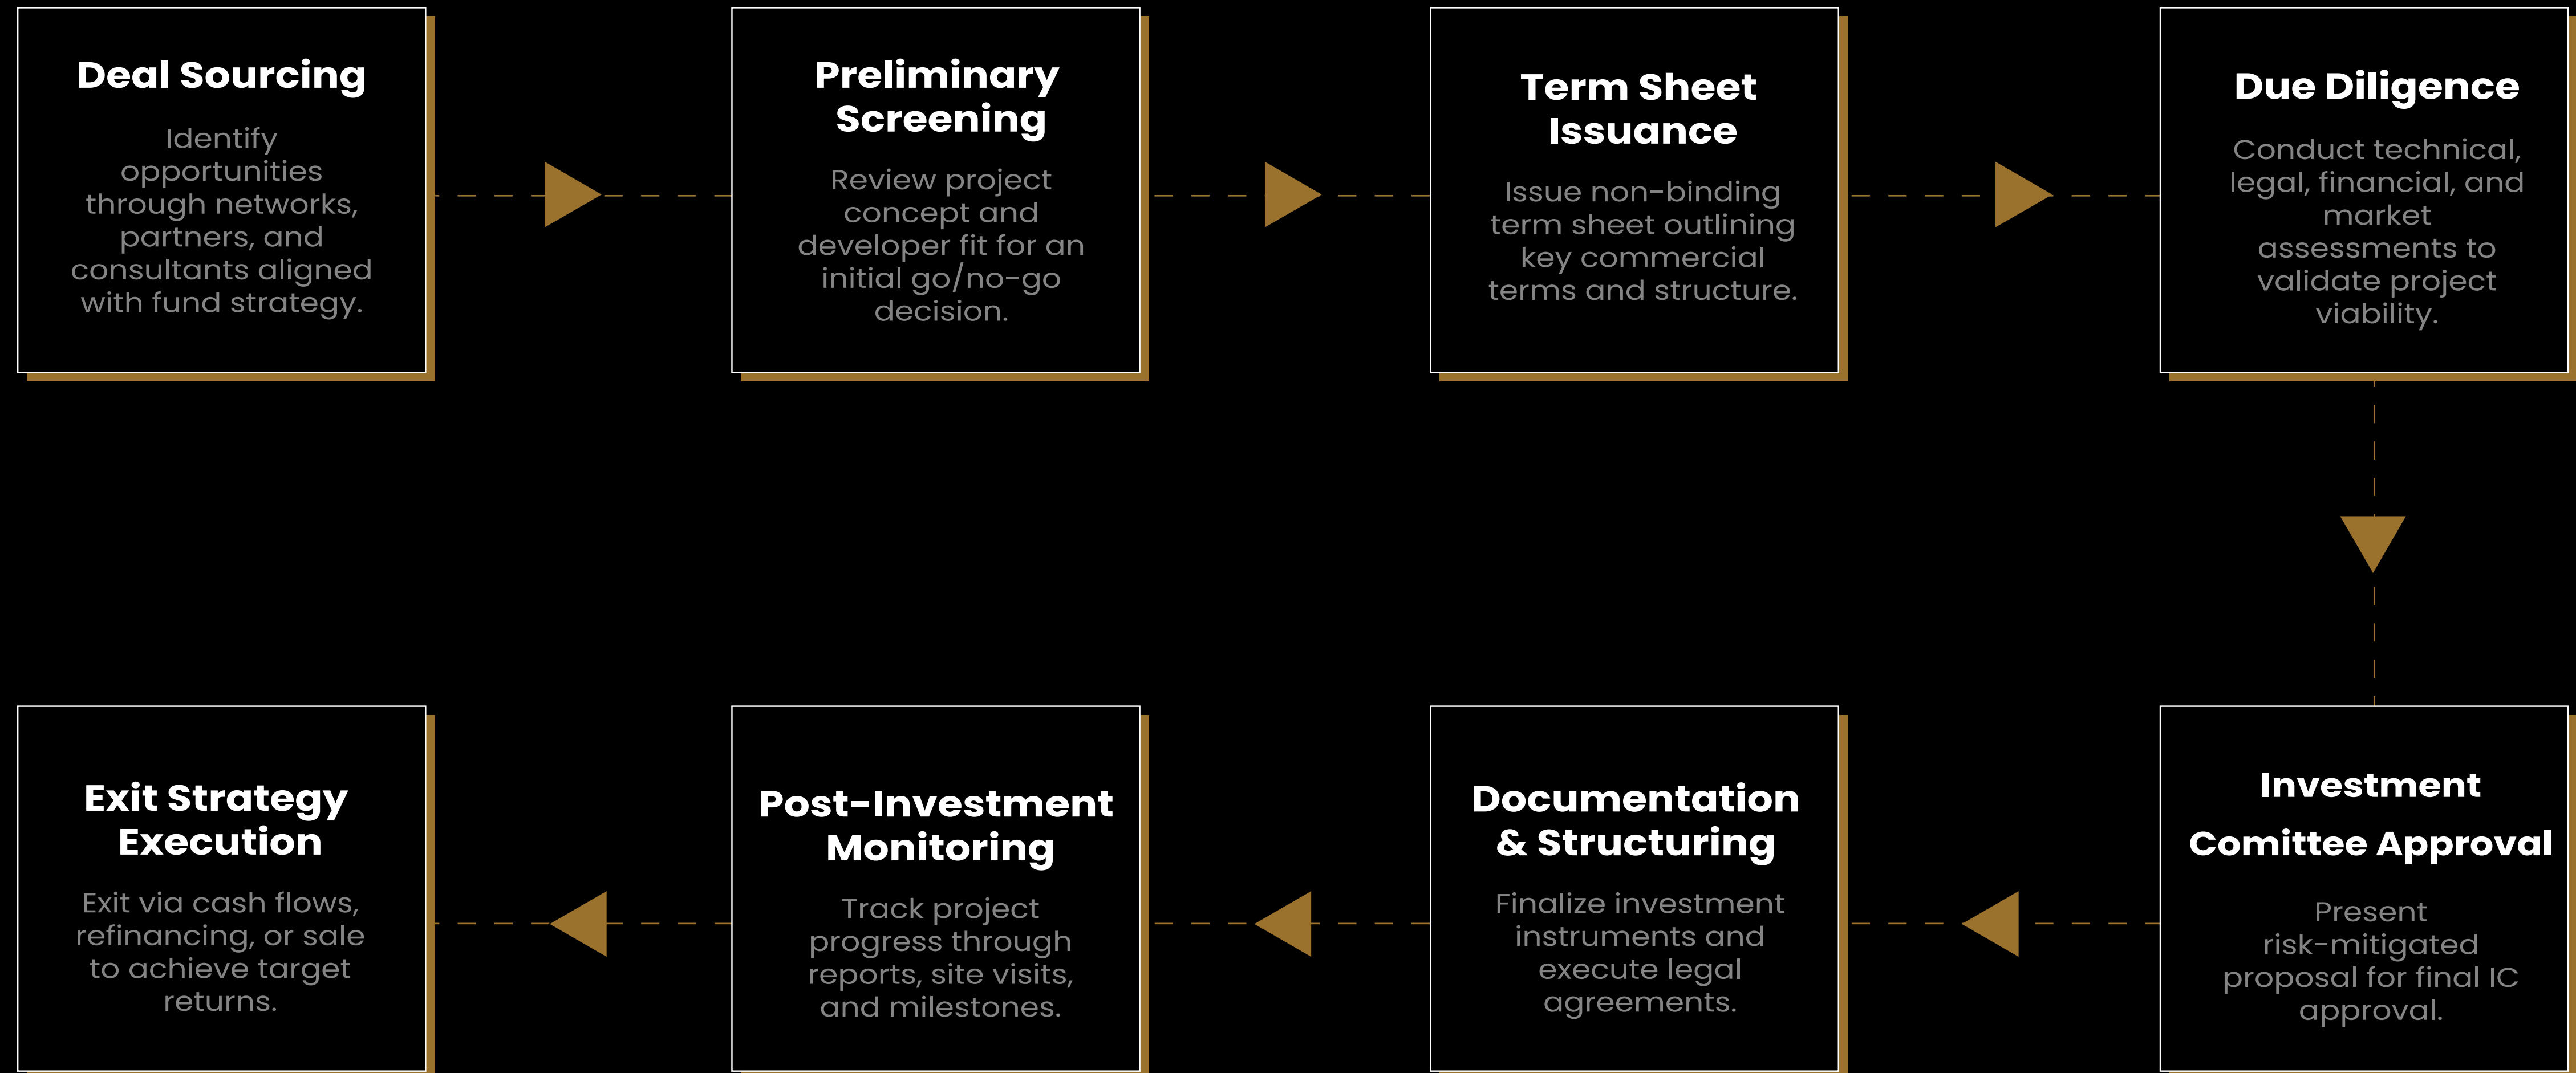 Deal Sourcing
Identify
opportunities
through networks,
partners, and
consultants aligned
with fund strategy.
Preliminary
Screening
Review project
concept and
developer fit for an
initial go/no-go
decision.
Term Sheet
Issuance
Issue non-binding
term sheet outlining
key commercial
terms and structure.
Due Diligence
Conduct technical,
legal, financial, and
market
assessments to
validate project
viability.
Investment
Comittee Approval
Present
risk-mitigated
proposal for final IC
approval.
Documentation
& Structuring
Finalize investment
instruments and
execute legal
agreements.
Post-Investment
Monitoring
Track project
progress through
reports, site visits,
and milestones.
Exit Strategy
Execution
Exit via cash flows,
refinancing, or sale
to achieve target
returns.